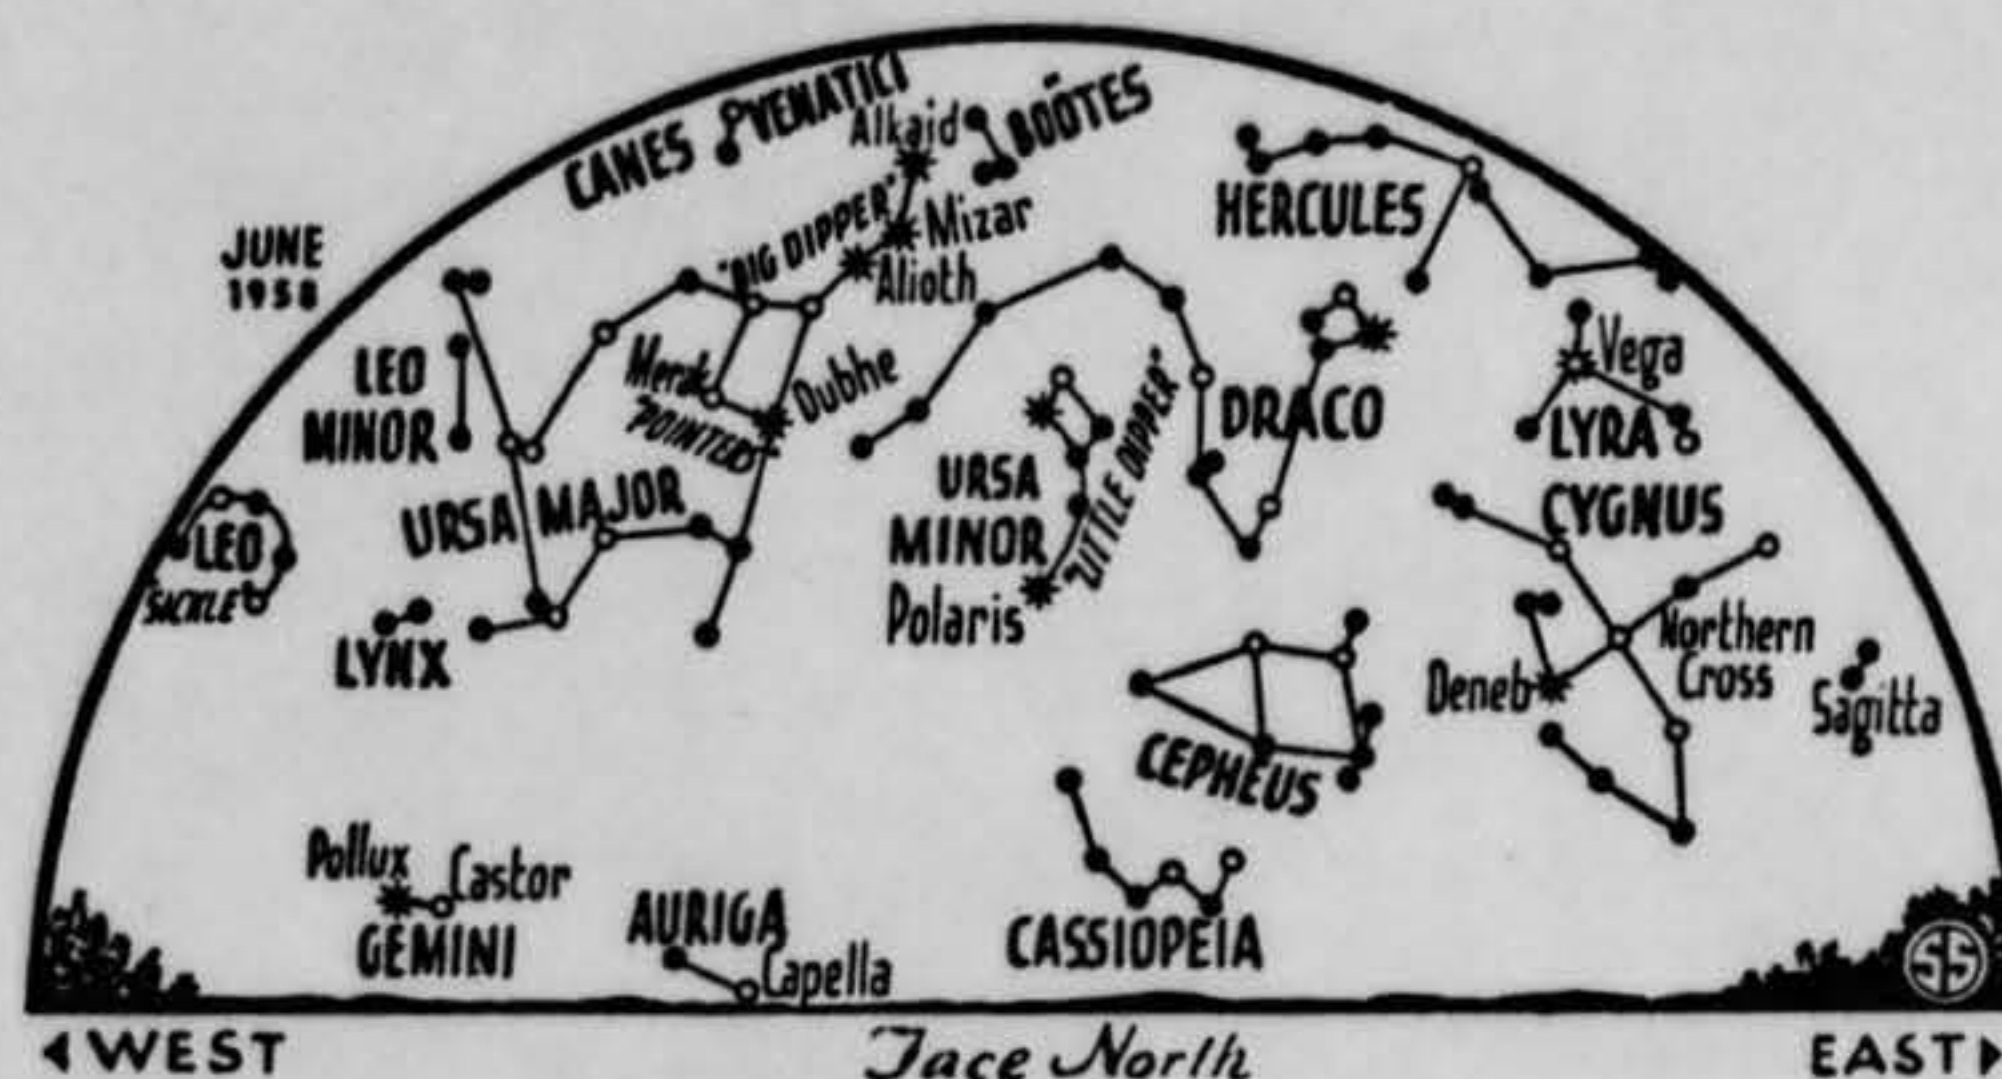 CANES VENATICI
Alkaid
BOÖTES
"BIG DIPPER"
Mizar
Alioth
HERCULES
JUNE
1958
LEO
MINOR
Merak
Dubhe
"POINTERS"
Vega
LYRA
DRACO
URSA
MINOR
"LITTLE DIPPER"
Polaris
URSA MAJOR
CYGNUS
LEO
SICKLE
LYNX
Northern
Cross
Deneb
Sagitta
CEPHEUS
Pollux
Castor
GEMINI
AURIGA
Capella
CASSIOPEIA
SS
WEST
Face North
EAST